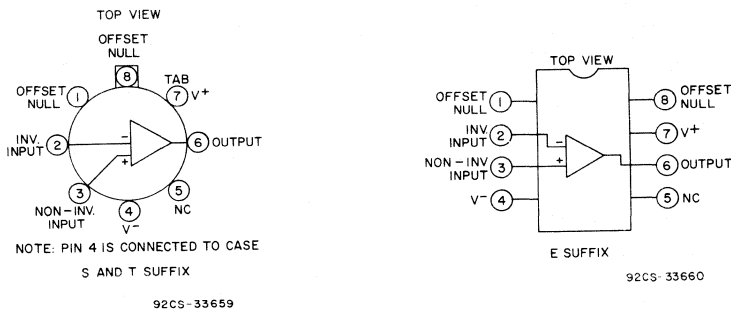 TOP VIEW
OFFSET
NULL
8
TAB
OFFSET
NULL
1
7
V+
INV.
INPUT
2
-
+
6
OUTPUT
3
NON-INV.
INPUT
4
V-
5
NC
NOTE: PIN 4 IS CONNECTED TO CASE
S AND T SUFFIX
92CS-33659
TOP VIEW
OFFSET
NULL
1
8
OFFSET
NULL
INV.
INPUT
2
-
7
V+
NON-INV
INPUT
3
+
6
OUTPUT
V-
4
5
NC
E SUFFIX
92CS-33660